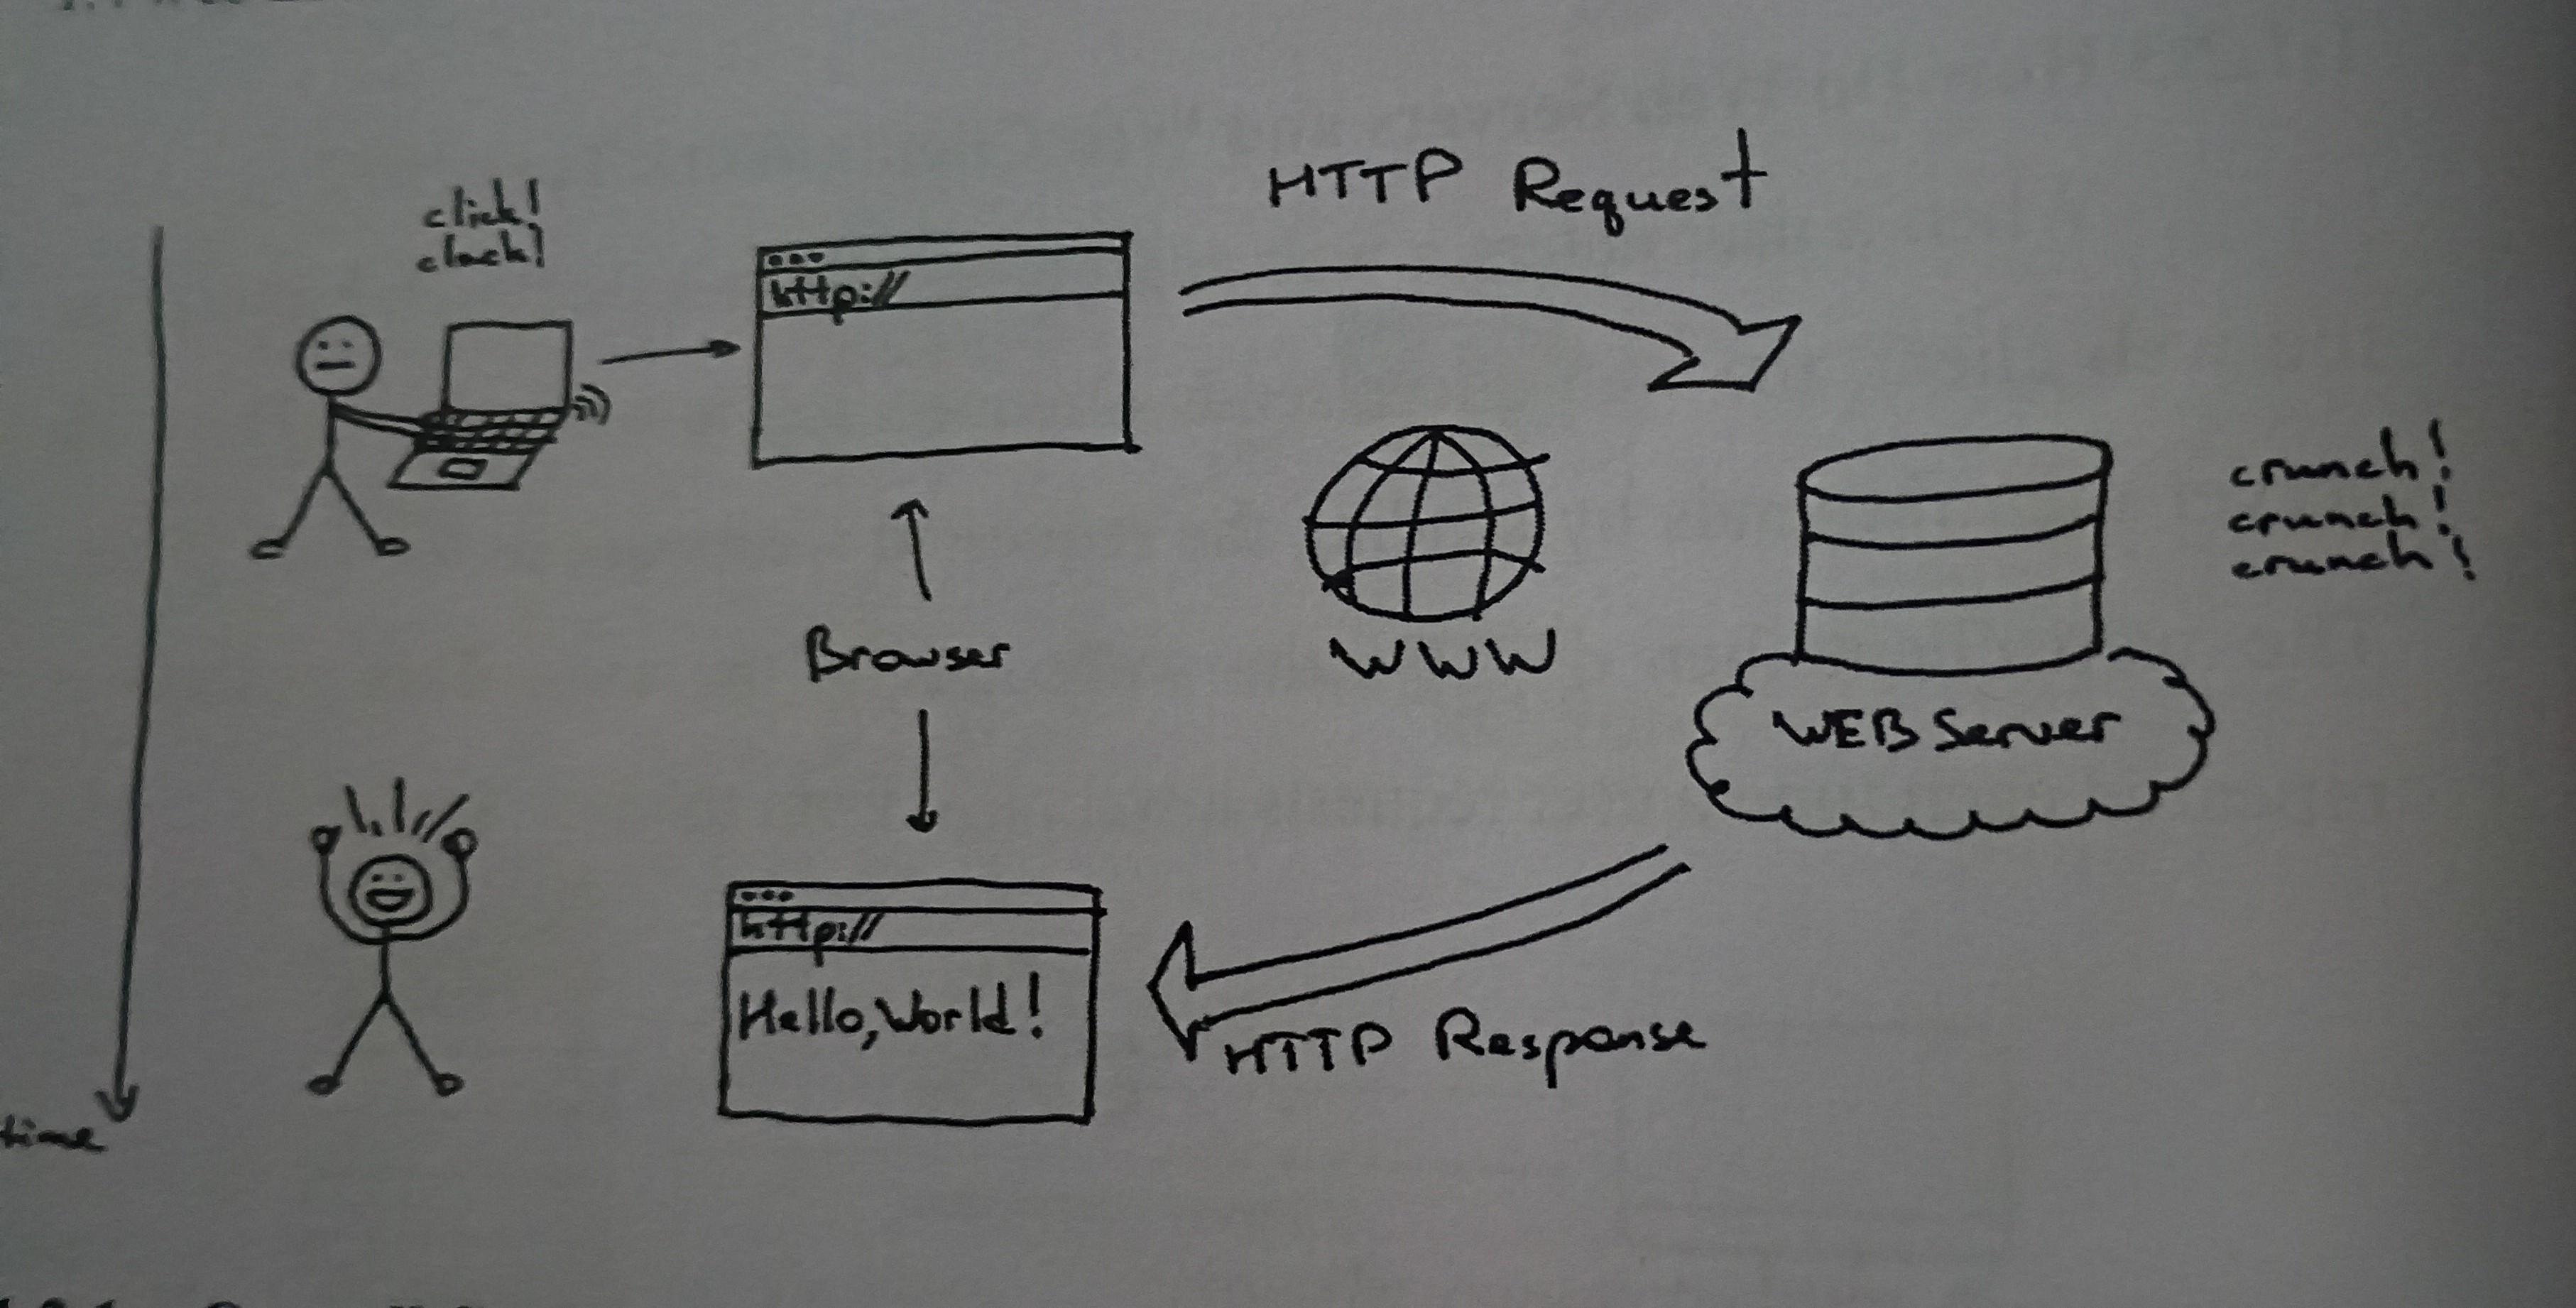 HTTP Request
click!
clack!
http://
crunch!
crunch!
crunch!
Browser
WWW
WEB Server
http://
Hello, World!
HTTP Response
time